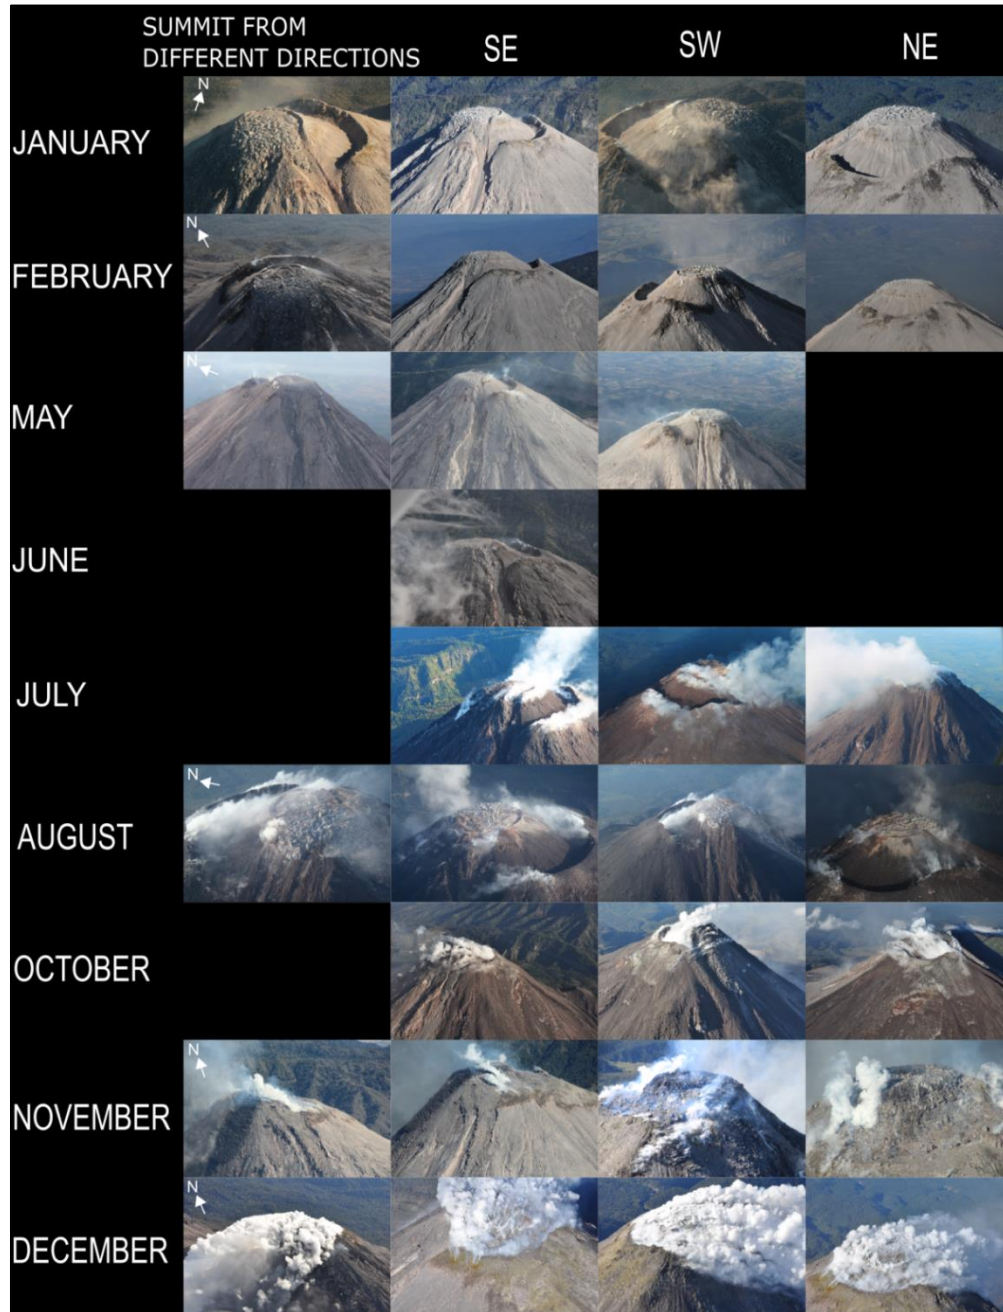 SUMMIT FROM
DIFFERENT DIRECTIONS
SE
SW
NE
JANUARY
N
FEBRUARY
N
MAY
N
JUNE
JULY
AUGUST
N
OCTOBER
NOVEMBER
N
DECEMBER
N